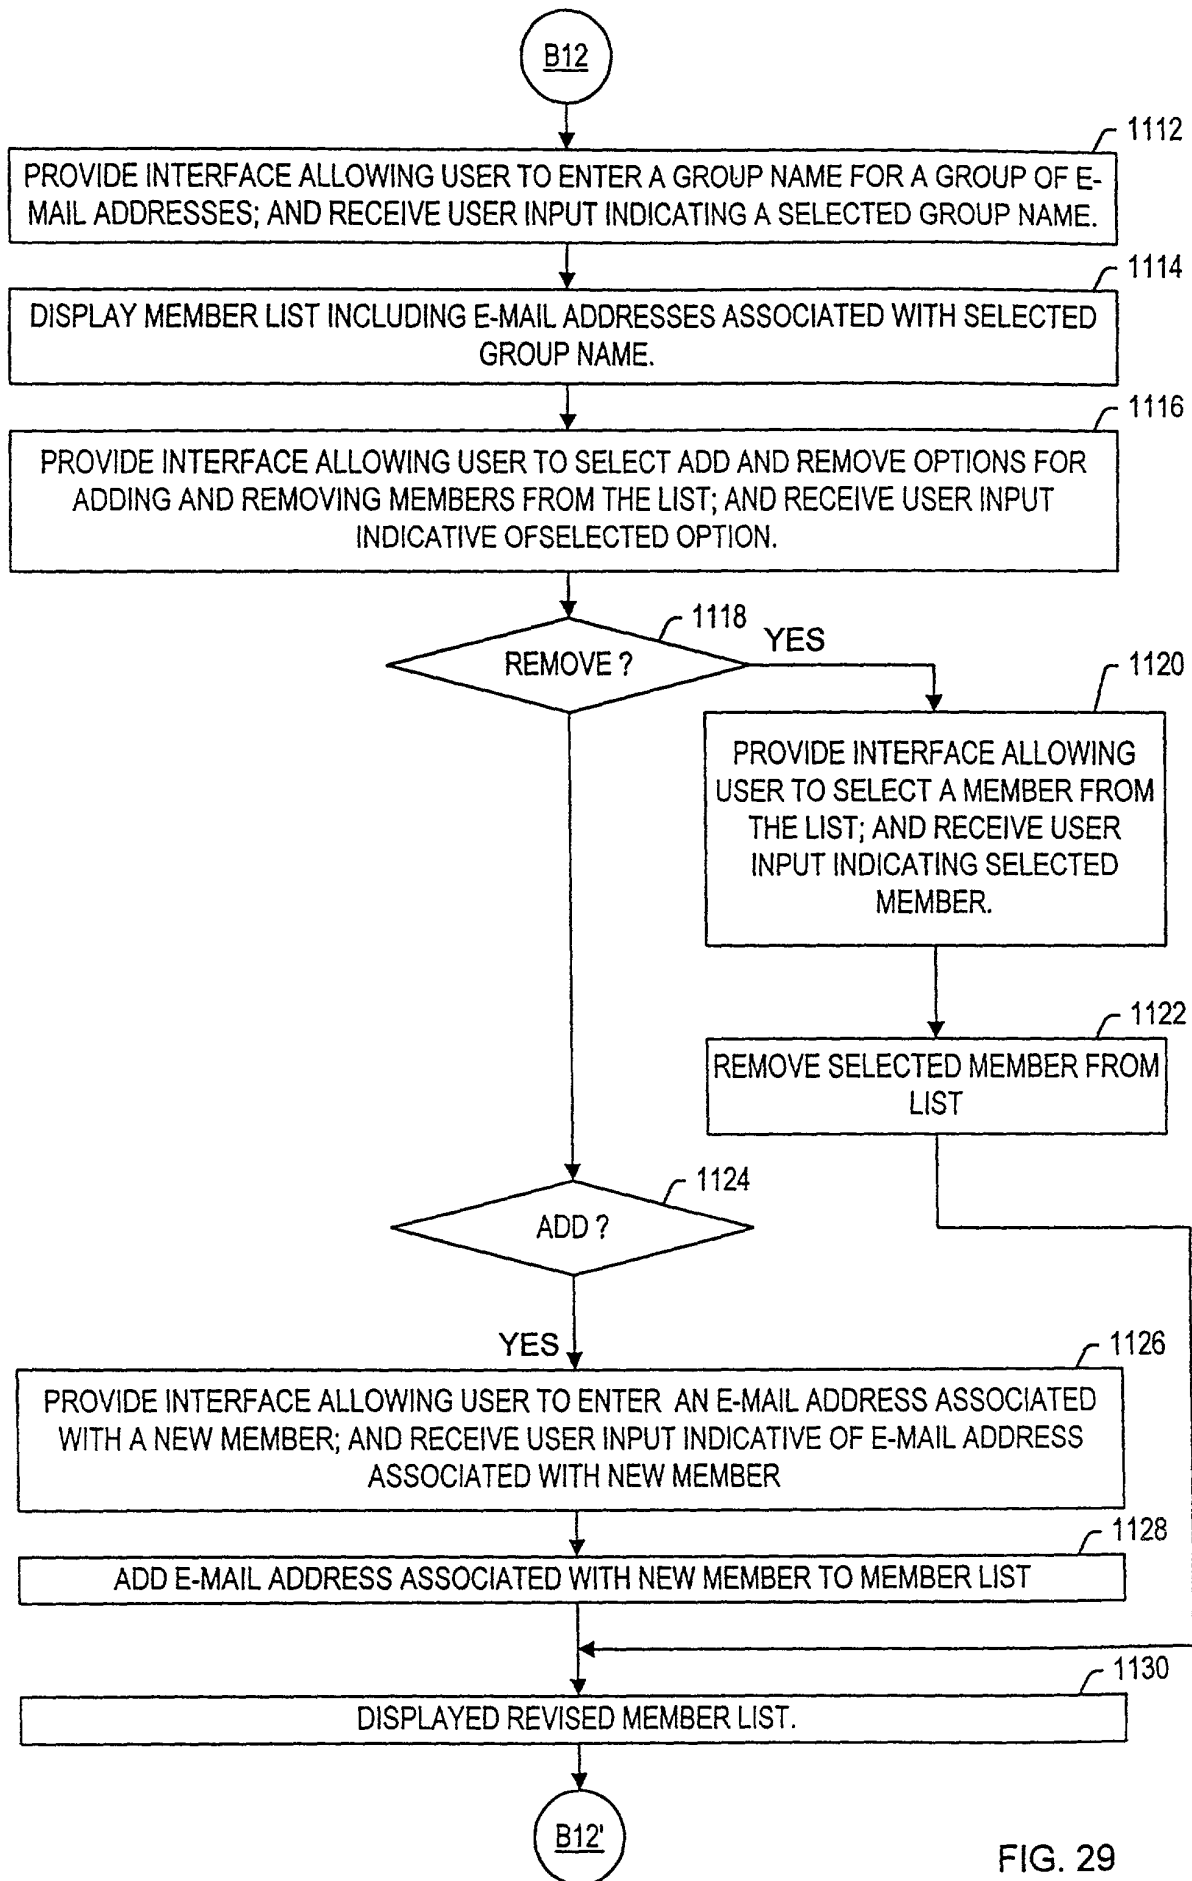 B12
1112
PROVIDE INTERFACE ALLOWING USER TO ENTER A GROUP NAME FOR A GROUP OF E-
MAIL ADDRESSES; AND RECEIVE USER INPUT INDICATING A SELECTED GROUP NAME.
1114
DISPLAY MEMBER LIST INCLUDING E-MAIL ADDRESSES ASSOCIATED WITH SELECTED
GROUP NAME.
1116
PROVIDE INTERFACE ALLOWING USER TO SELECT ADD AND REMOVE OPTIONS FOR
ADDING AND REMOVING MEMBERS FROM THE LIST; AND RECEIVE USER INPUT
INDICATIVE OFSELECTED OPTION.
1118
REMOVE ?
YES
1120
PROVIDE INTERFACE ALLOWING
USER TO SELECT A MEMBER FROM
THE LIST; AND RECEIVE USER
INPUT INDICATING SELECTED
MEMBER.
1122
REMOVE SELECTED MEMBER FROM
LIST
1124
ADD ?
YES
1126
PROVIDE INTERFACE ALLOWING USER TO ENTER AN E-MAIL ADDRESS ASSOCIATED
WITH A NEW MEMBER; AND RECEIVE USER INPUT INDICATIVE OF E-MAIL ADDRESS
ASSOCIATED WITH NEW MEMBER
1128
ADD E-MAIL ADDRESS ASSOCIATED WITH NEW MEMBER TO MEMBER LIST
1130
DISPLAYED REVISED MEMBER LIST.
B12'
FIG. 29